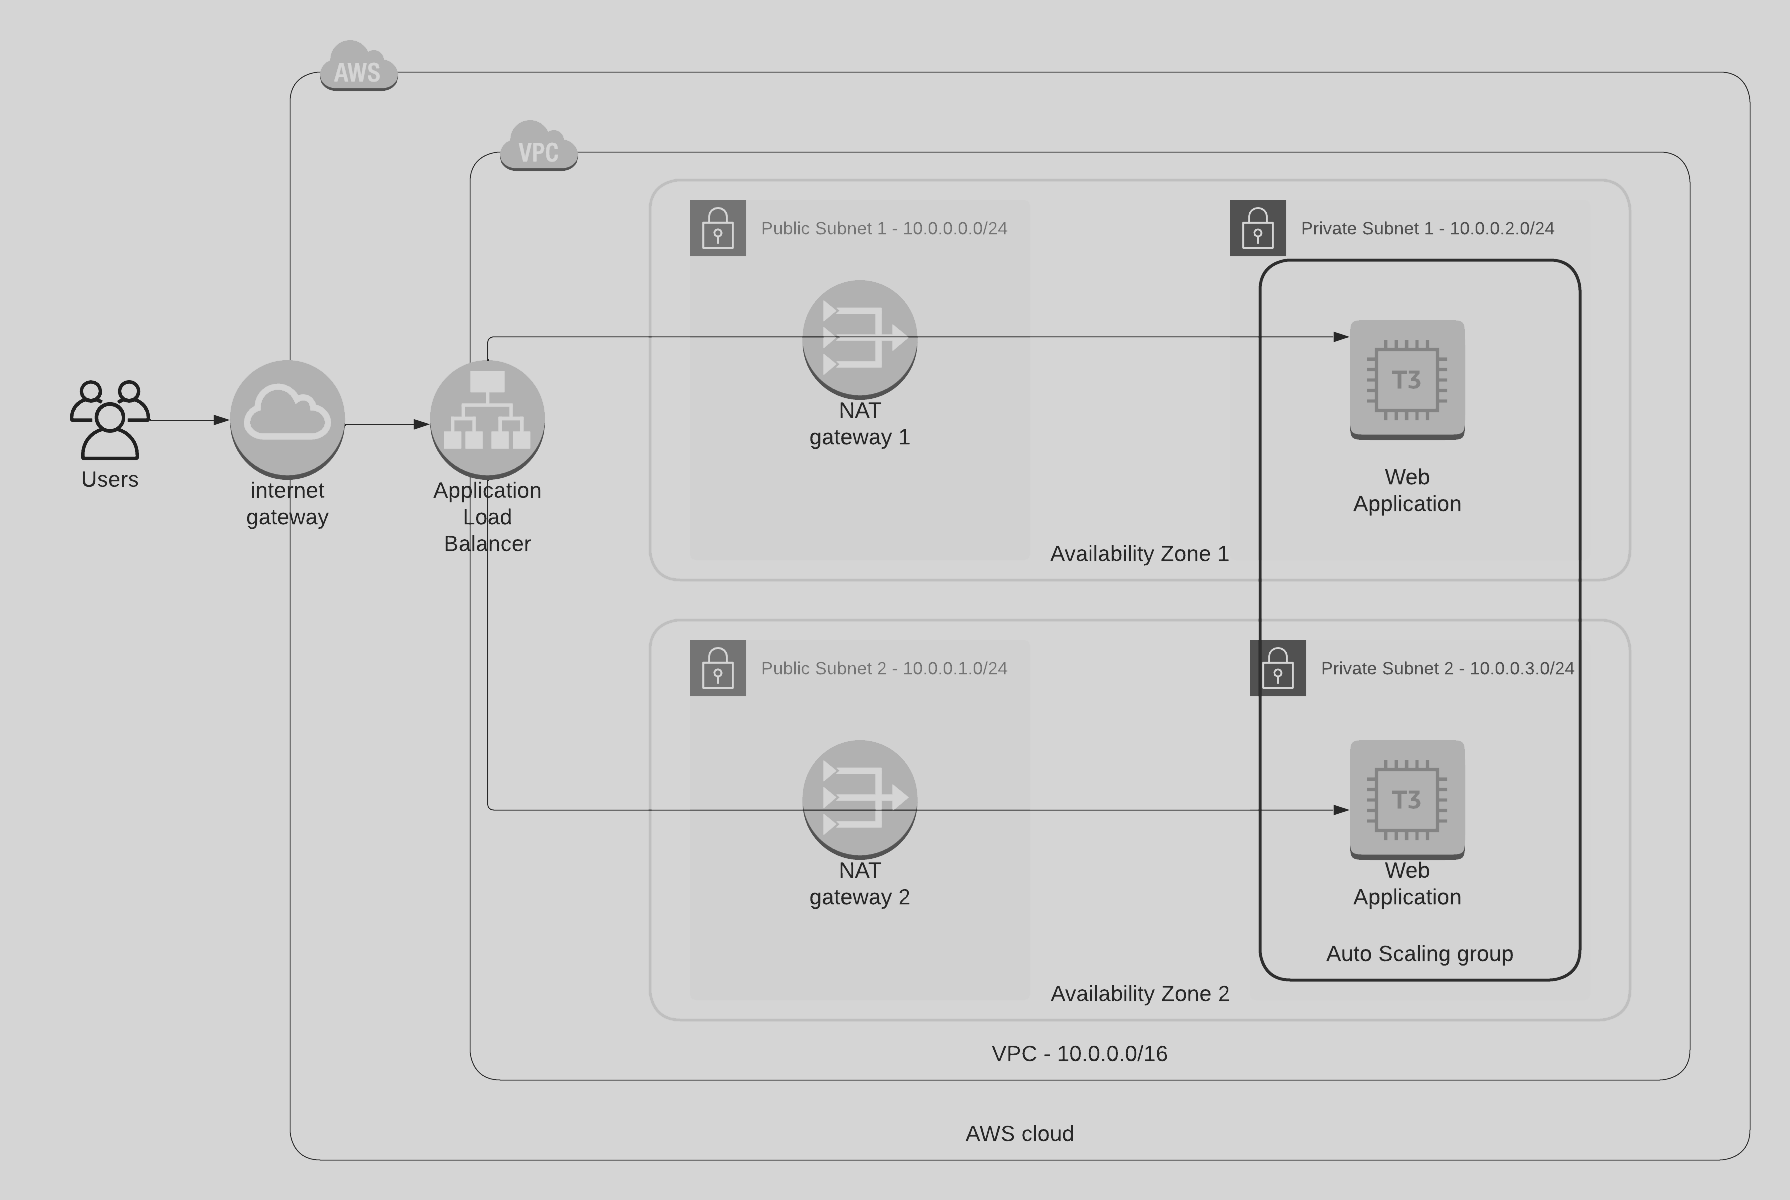 AWS
VPC
Public Subnet 1 - 10.0.0.0.0/24
Private Subnet 1 - 10.0.0.2.0/24
T3
Users
internet
gateway
Application
Load
Balancer
NAT
gateway 1
Web
Application
Availability Zone 1
Public Subnet 2 - 10.0.0.1.0/24
Private Subnet 2 - 10.0.0.3.0/24
T3
NAT
gateway 2
Web
Application
Auto Scaling group
Availability Zone 2
VPC - 10.0.0.0/16
AWS cloud